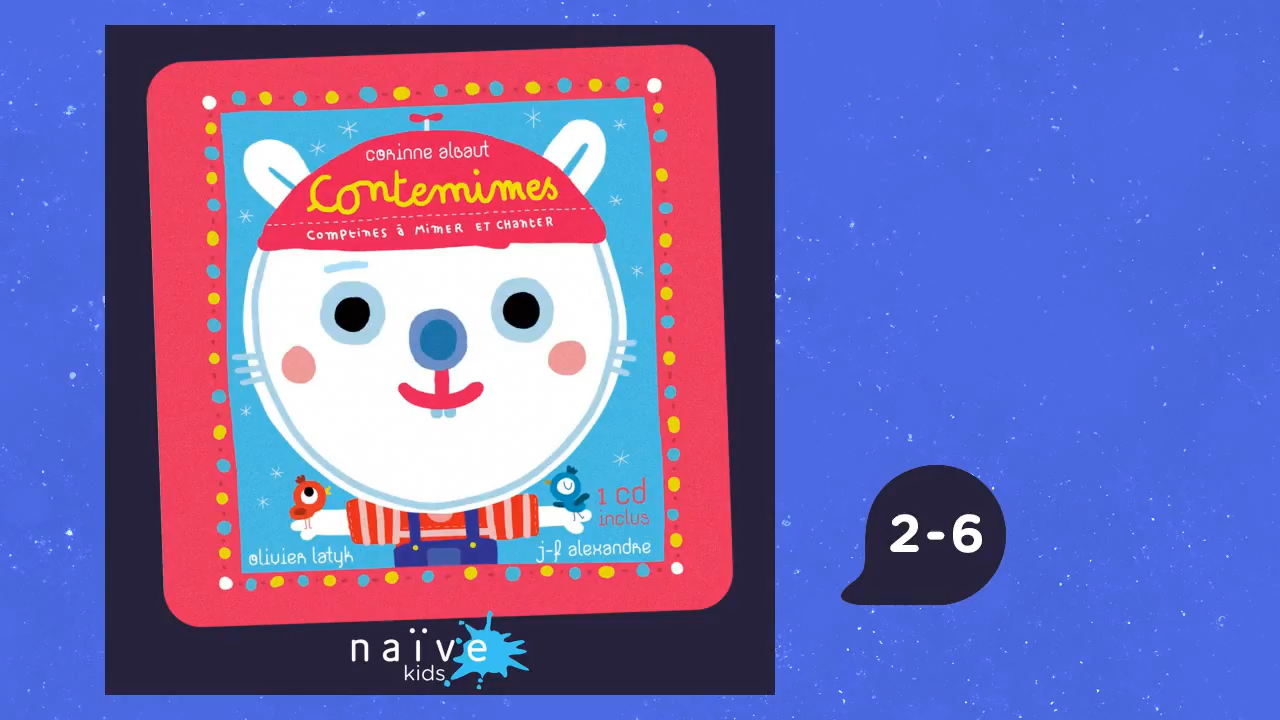 corinne albaut
Contemimes
comptines à mimer et chanter
1 cd
inclus
olivier latyk
j-f alexandre
naïve
kids
2-6